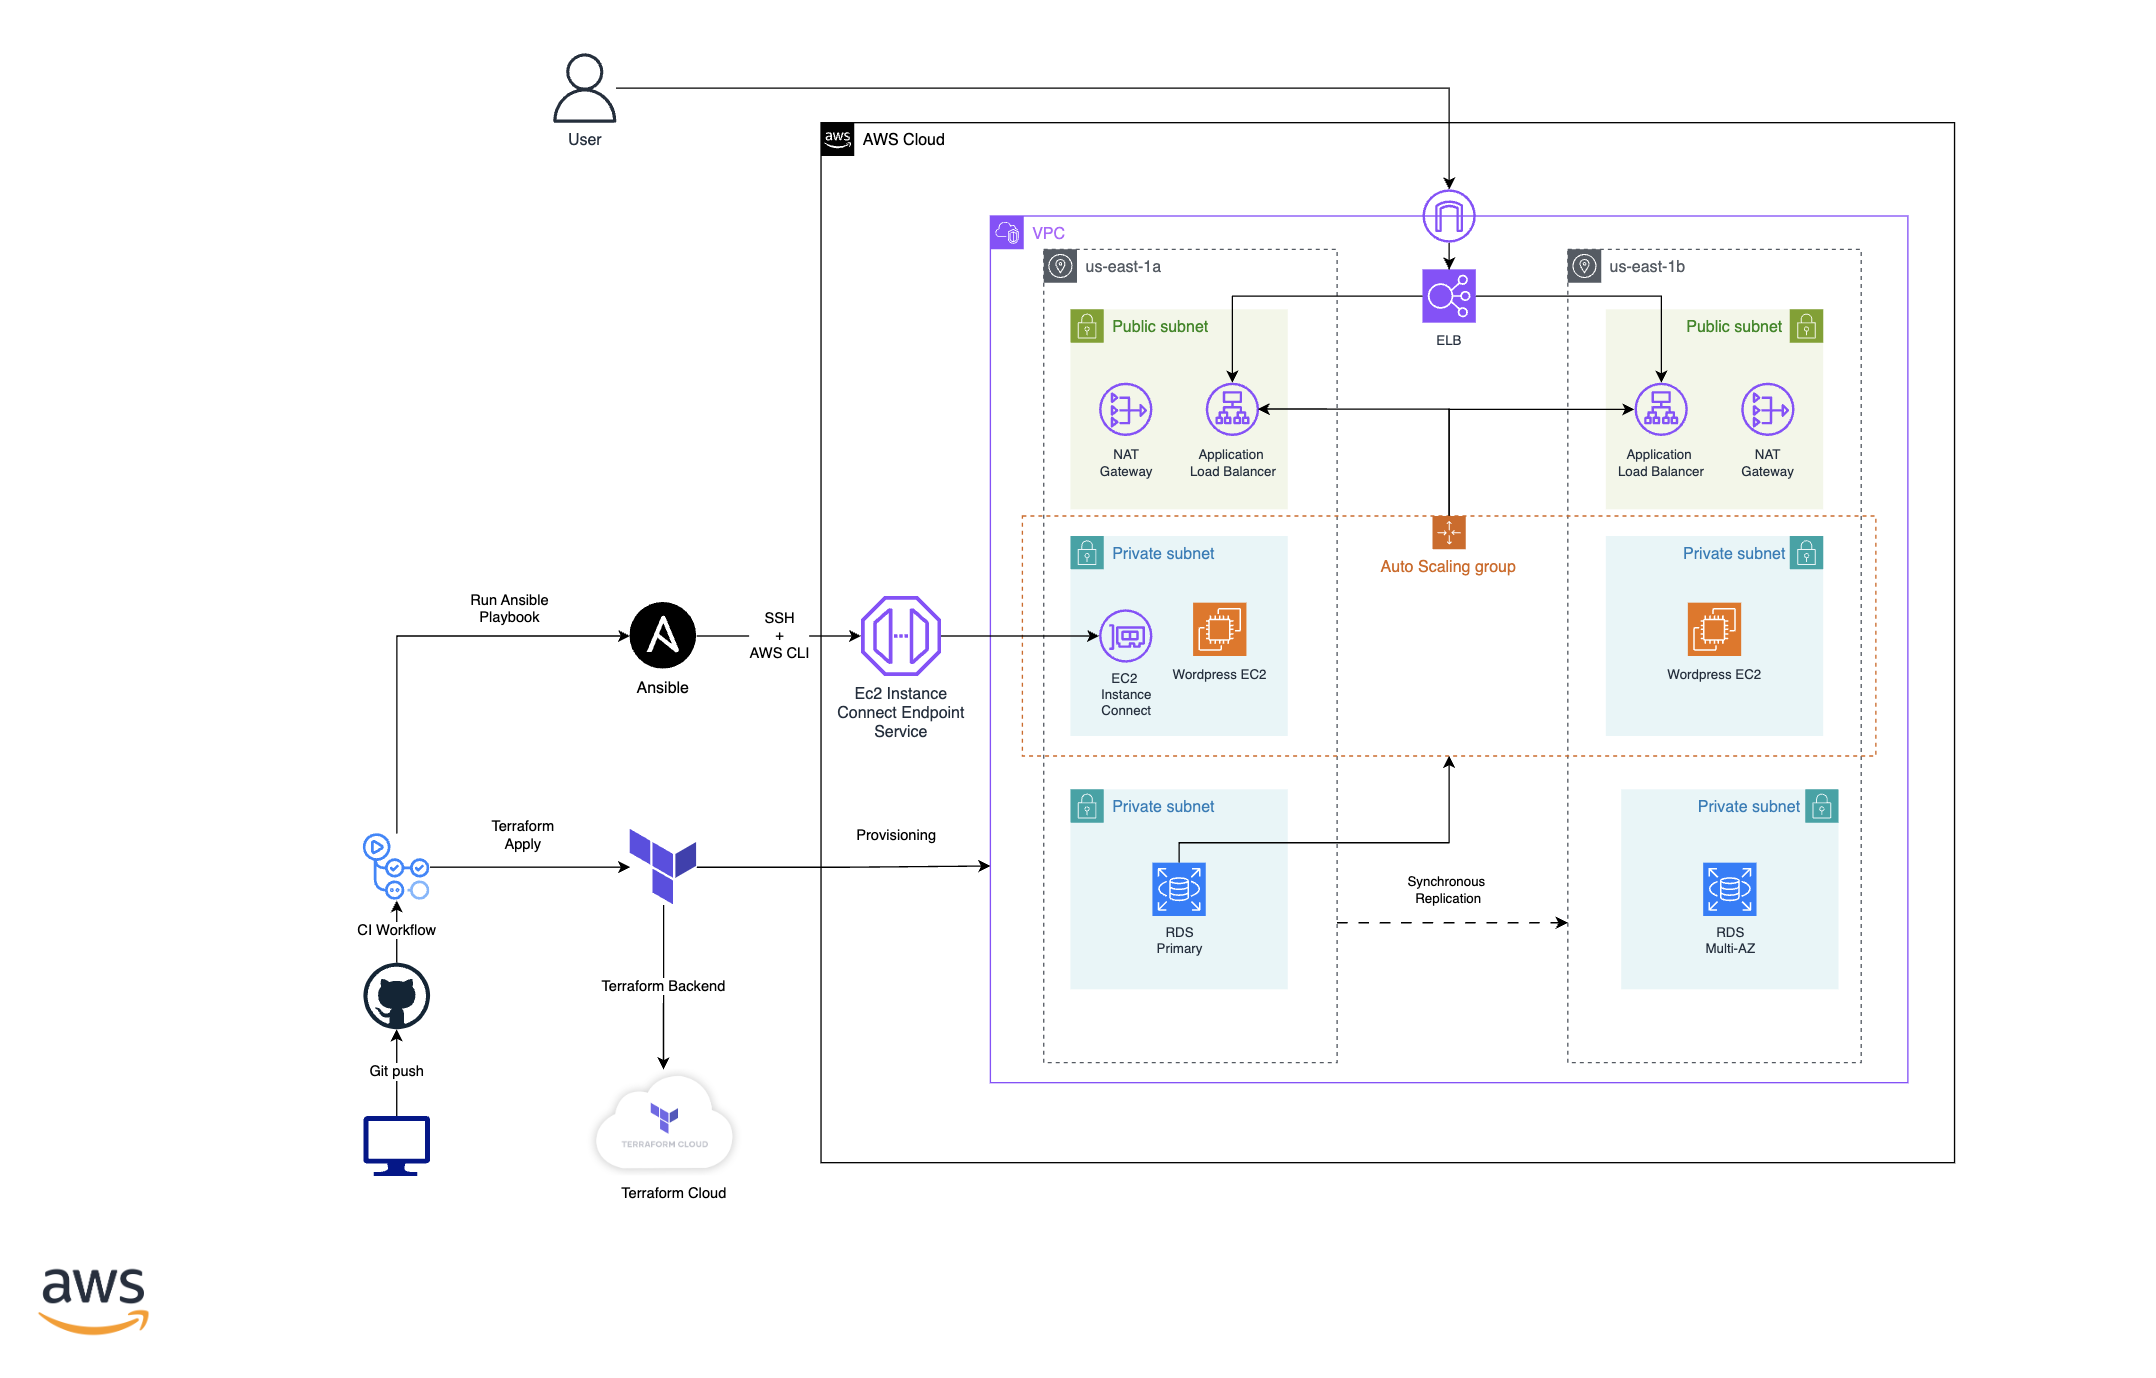 User
aws
AWS Cloud
VPC
us-east-1a
us-east-1b
ELB
Public subnet
Public subnet
NAT
Gateway
Application
Load Balancer
Application
Load Balancer
NAT
Gateway
Auto Scaling group
Private subnet
Private subnet
EC2
Instance
Connect
Wordpress EC2
Wordpress EC2
Run Ansible
Playbook
Ansible
SSH
+
AWS CLI
Ec2 Instance
Connect Endpoint
Service
Terraform
Apply
Provisioning
Private subnet
Private subnet
RDS
Primary
Synchronous
Replication
RDS
Multi-AZ
CI Workflow
Git push
Terraform Backend
TERRAFORM CLOUD
Terraform Cloud
aws